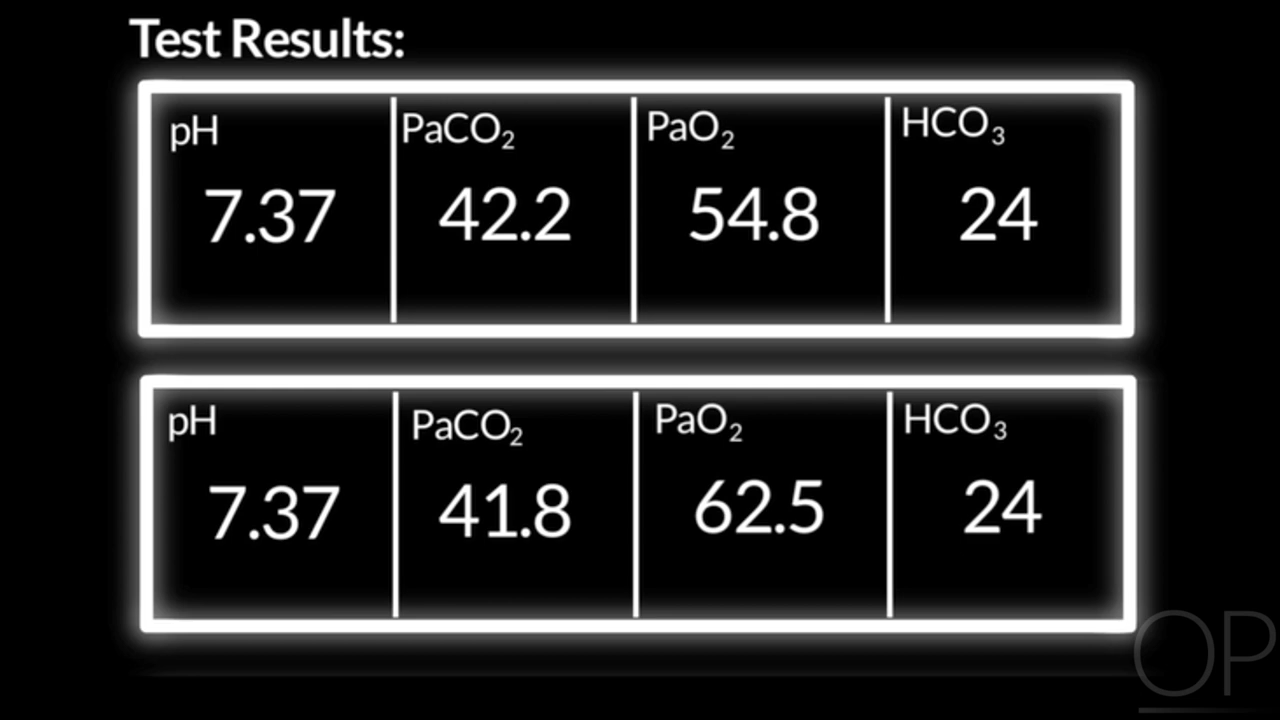 Test Results:
pH PaCO₂ PaO₂ HCO₃
7.37 42.2 54.8 24
pH PaCO₂ PaO₂ HCO₃
7.37 41.8 62.5 24
OP